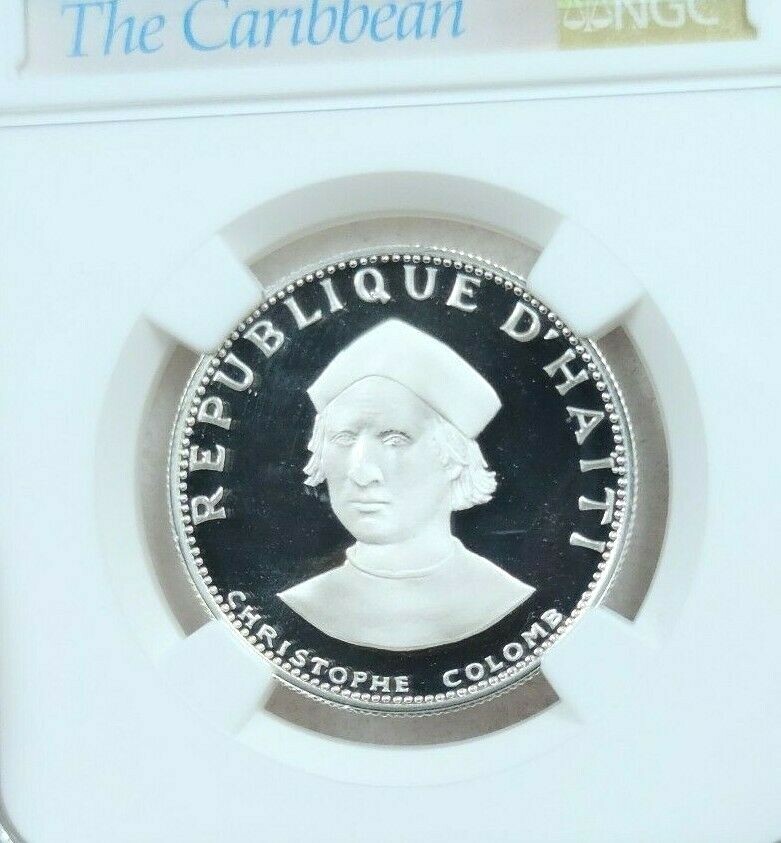 The Caribbean
NGC
REPUBLIQUE D'HAITI
CHRISTOPHE COLOMB